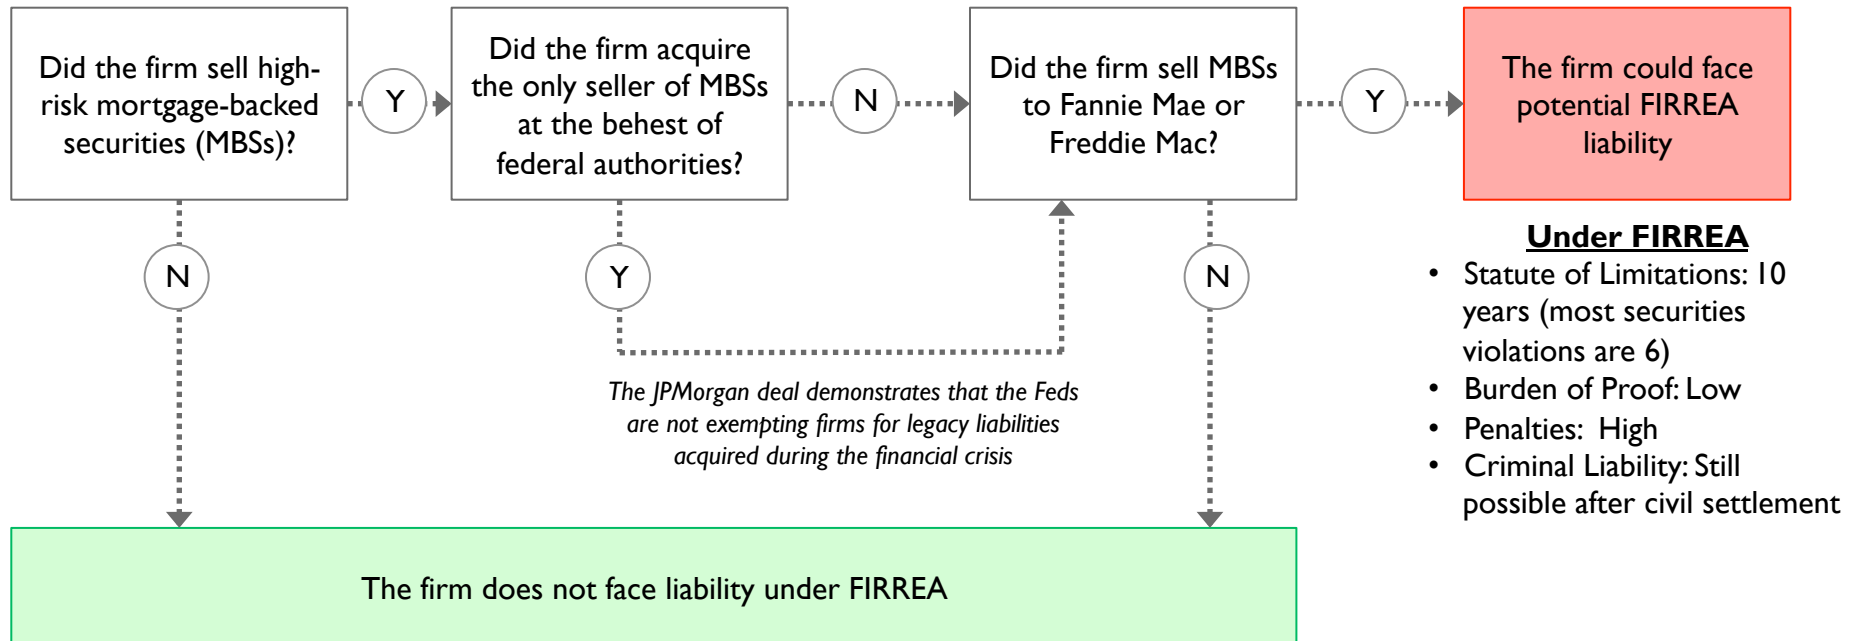 Did the firm sell high-
risk mortgage-backed
securities (MBSs)?
Y
Did the firm acquire
the only seller of MBSs
at the behest of
federal authorities?
N
Did the firm sell MBSs
to Fannie Mae or
Freddie Mac?
Y
The firm could face
potential FIRREA
liability
N
Y
N
The JPMorgan deal demonstrates that the Feds
are not exempting firms for legacy liabilities
acquired during the financial crisis
Under FIRREA
• Statute of Limitations: 10
years (most securities
violations are 6)
• Burden of Proof: Low
• Penalties: High
• Criminal Liability: Still
possible after civil settlement
The firm does not face liability under FIRREA